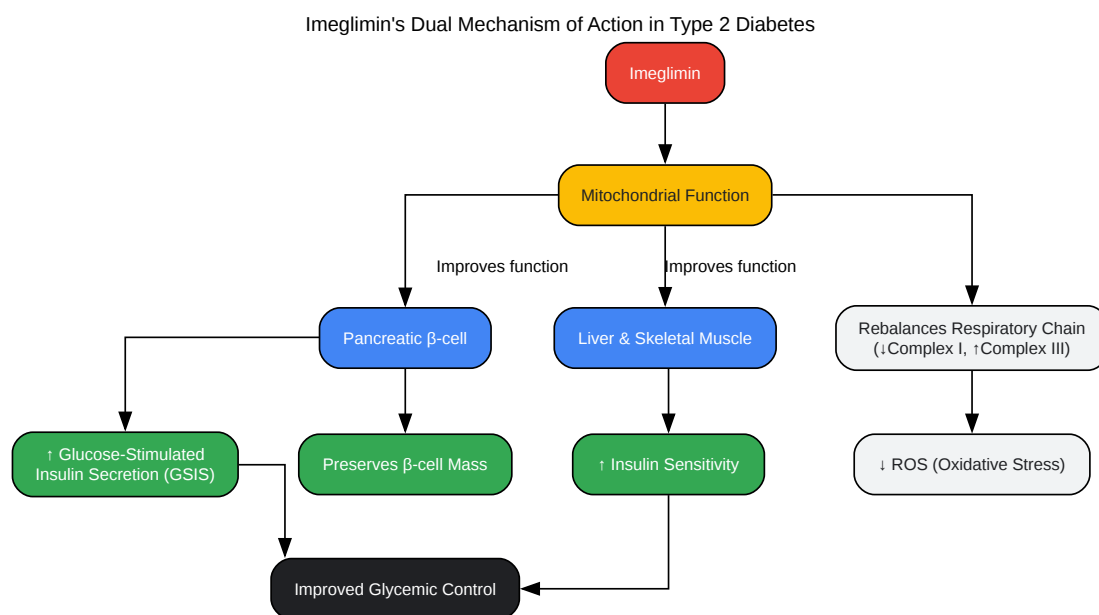 Imeglimin's Dual Mechanism of Action in Type 2 Diabetes
Imeglimin
Mitochondrial Function
Improves function
Improves function
Pancreatic β-cell
Liver & Skeletal Muscle
Rebalances Respiratory Chain
(↓Complex I, ↑Complex III)
↑ Glucose-Stimulated
Insulin Secretion (GSIS)
Preserves β-cell Mass
↑ Insulin Sensitivity
↓ ROS (Oxidative Stress)
Improved Glycemic Control